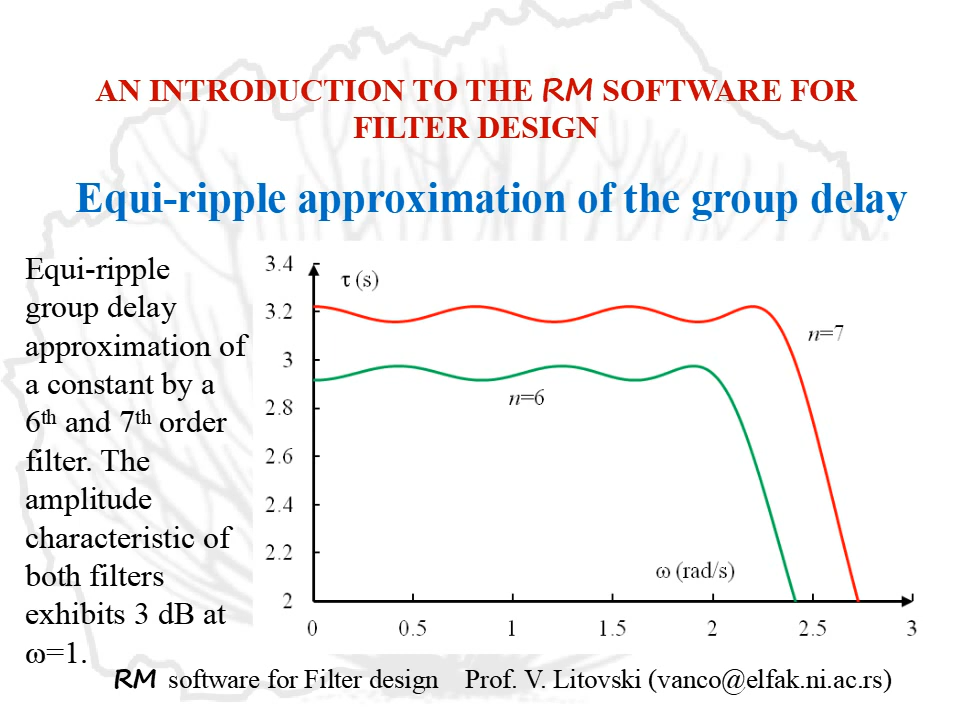 AN INTRODUCTION TO THE RM SOFTWARE FOR
FILTER DESIGN
Equi-ripple approximation of the group delay
Equi-ripple
group delay
approximation of
a constant by a
6th and 7th order
filter. The
amplitude
characteristic of
both filters
exhibits 3 dB at
ω=1.
3.4
τ (s)
3.2
n=7
3
n=6
2.8
2.6
2.4
2.2
ω (rad/s)
2
0 0.5 1 1.5 2 2.5 3
RM software for Filter design Prof. V. Litovski (vanco@elfak.ni.ac.rs)